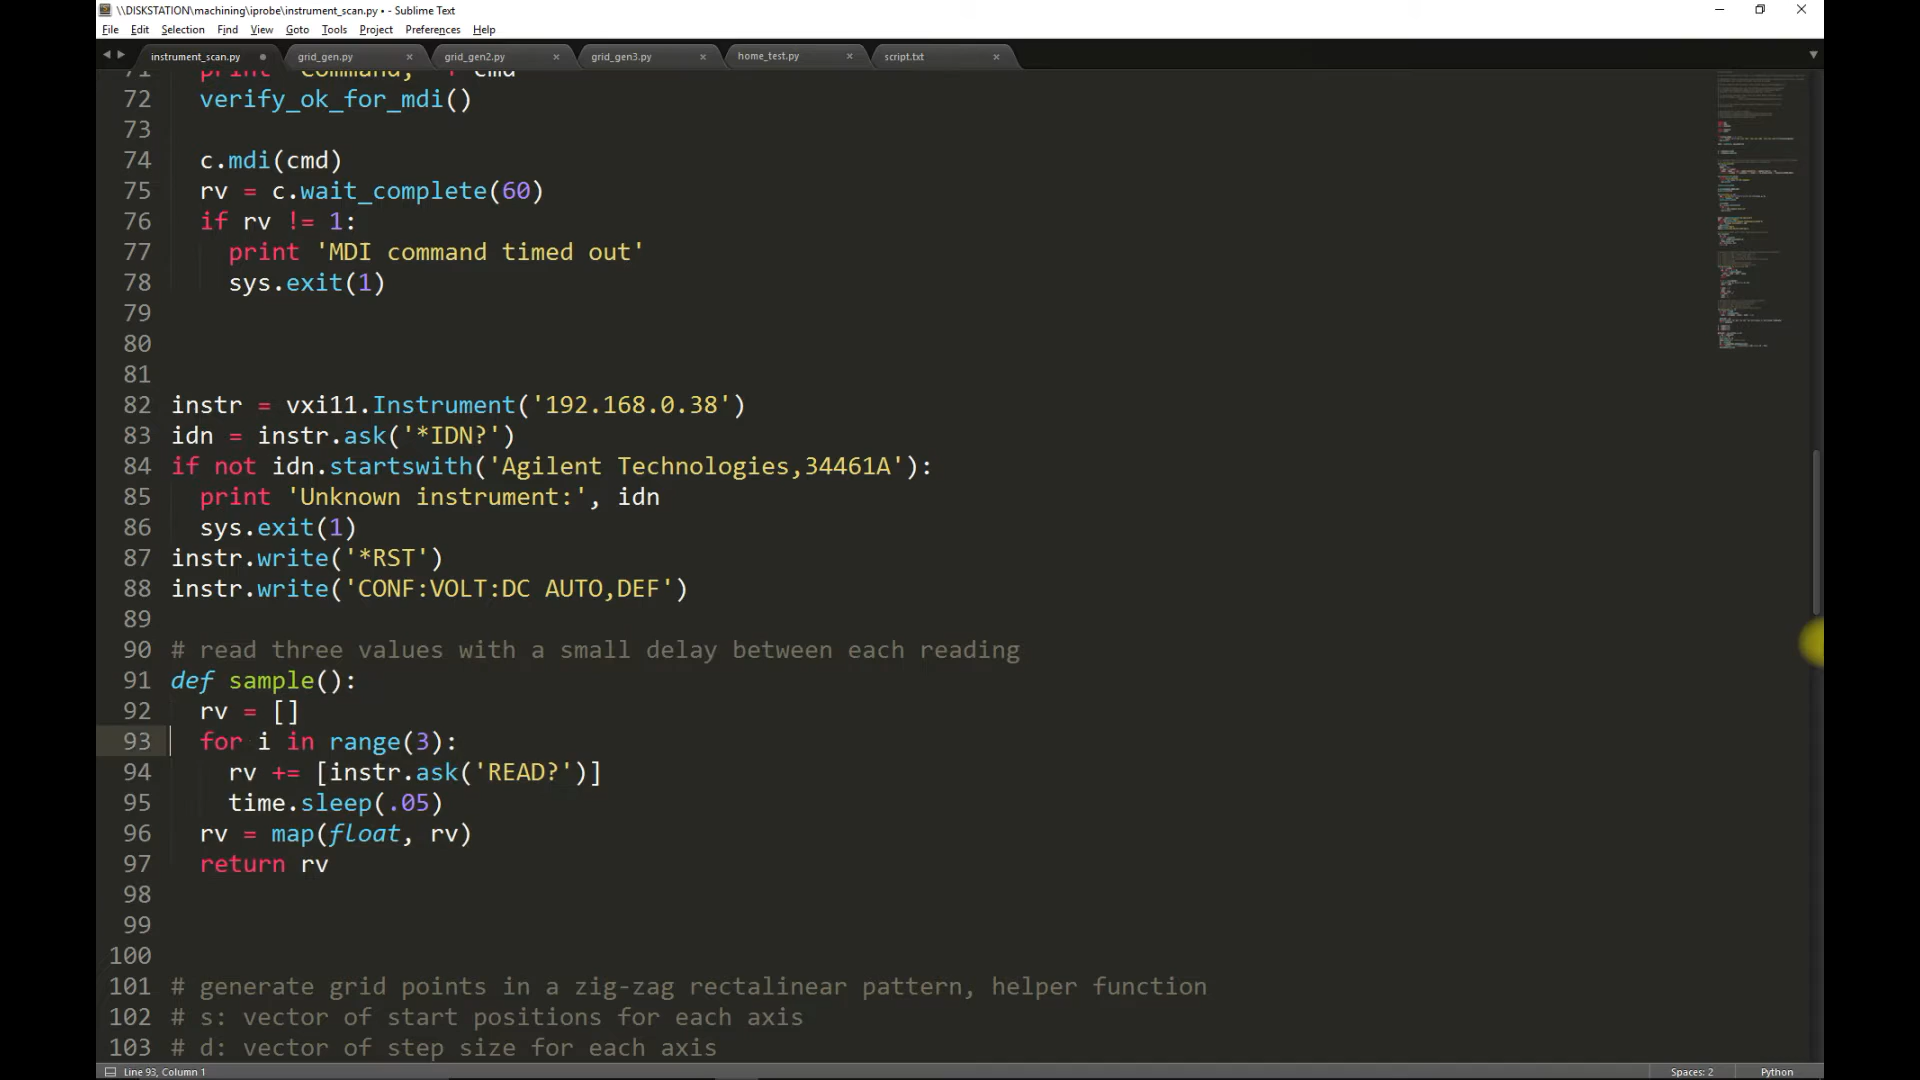 \\DISKSTATION\machining\iprobe\instrument_scan.py • - Sublime Text
File Edit Selection Find View Goto Tools Project Preferences Help
instrument_scan.py grid_gen.py grid_gen2.py grid_gen3.py home_test.py script.txt
71 print 'Command, ' + cmd
72 verify_ok_for_mdi()
73
74 c.mdi(cmd)
75 rv = c.wait_complete(60)
76 if rv != 1:
77 print 'MDI command timed out'
78 sys.exit(1)
79
80
81
82 instr = vxi11.Instrument('192.168.0.38')
83 idn = instr.ask('*IDN?')
84 if not idn.startswith('Agilent Technologies,34461A'):
85 print 'Unknown instrument:', idn
86 sys.exit(1)
87 instr.write('*RST')
88 instr.write('CONF:VOLT:DC AUTO,DEF')
89
90 # read three values with a small delay between each reading
91 def sample():
92 rv = []
93 for i in range(3):
94 rv += [instr.ask('READ?')]
95 time.sleep(.05)
96 rv = map(float, rv)
97 return rv
98
99
100
101 # generate grid points in a zig-zag rectalinear pattern, helper function
102 # s: vector of start positions for each axis
103 # d: vector of step size for each axis
Line 93, Column 1 Spaces: 2 Python